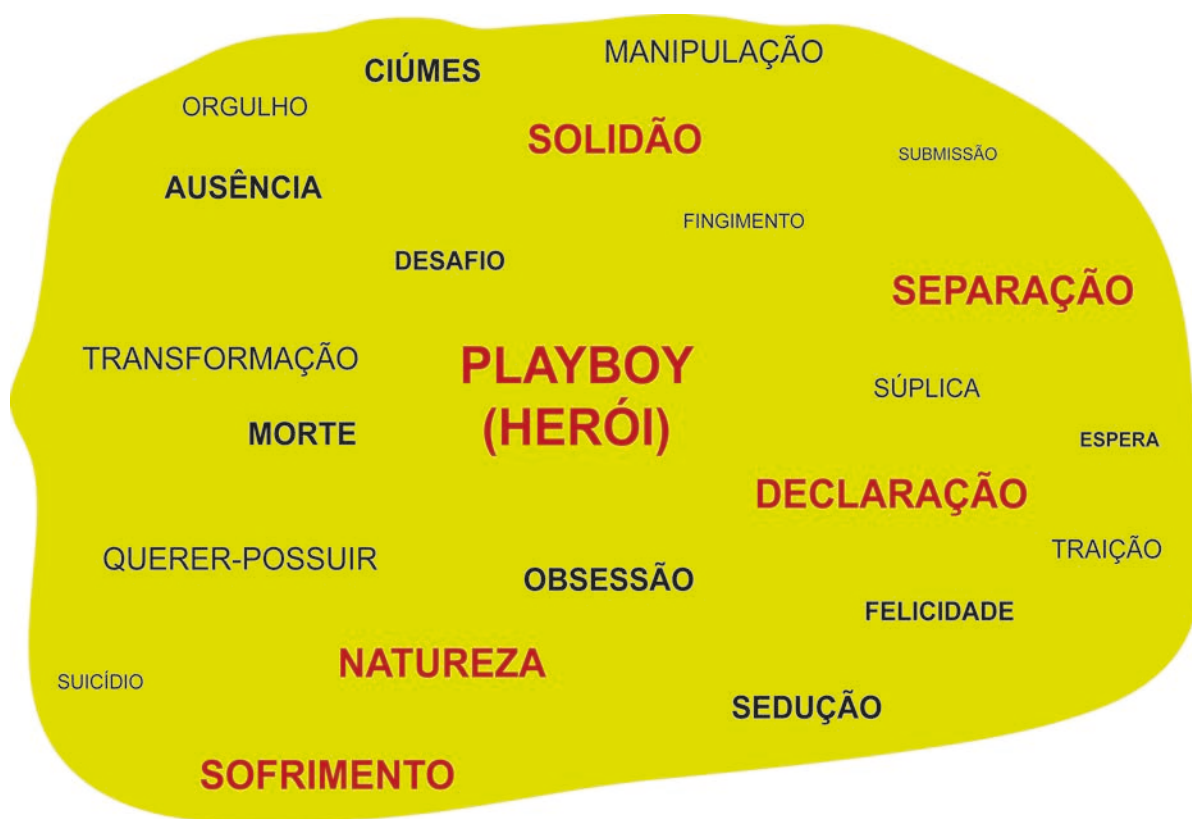 MANIPULAÇÃO
CIÚMES
ORGULHO
SOLIDÃO
SUBMISSÃO
AUSÊNCIA
FINGIMENTO
DESAFIO
SEPARAÇÃO
TRANSFORMAÇÃO
PLAYBOY
(HERÓI)
SÚPLICA
MORTE
ESPERA
DECLARAÇÃO
TRAIÇÃO
QUERER-POSSUIR
OBSESSÃO
FELICIDADE
NATUREZA
SUICÍDIO
SEDUÇÃO
SOFRIMENTO